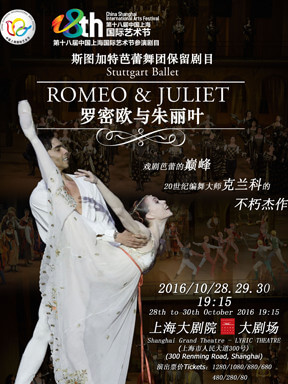 18th
China Shanghai
International Arts Festival
第十八届中国上海
国际艺术节
第十八届中国上海国际艺术节参演剧目
斯图加特芭蕾舞团保留剧目
Stuttgart Ballet
ROMEO & JULIET
罗密欧与朱丽叶
戏剧芭蕾的巅峰
20世纪编舞大师克兰科的
不朽杰作
2016/10/28.29.30
19:15
28th to 30th October 2016 19:15
上海大剧院 大剧场
Shanghai Grand Theatre - LYRIC THEATRE
(上海市人民大道300号)
(300 Renming Road, Shanghai)
演出票价Tickets: 1280/1080/880/680
480/280/80